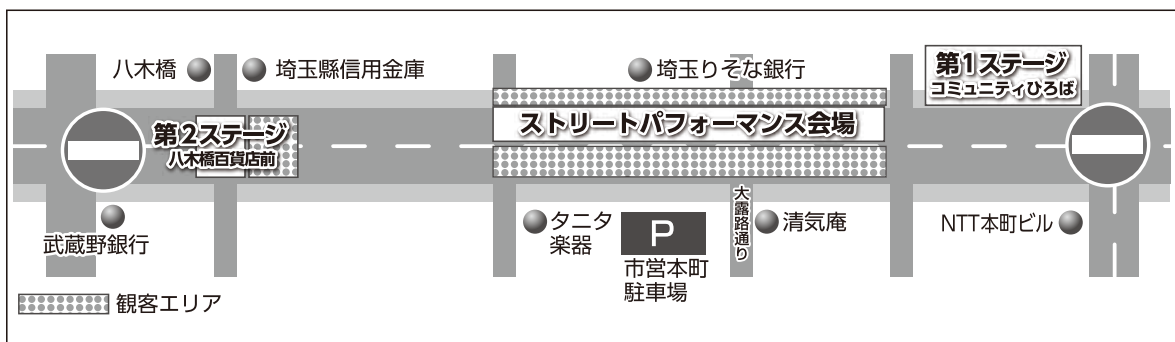 八木橋
埼玉縣信用金庫
埼玉りそな銀行
第1ステージ
コミュニティひろば
第2ステージ
八木橋百貨店前
ストリートパフォーマンス会場
武蔵野銀行
タニタ
楽器
P
市営本町
駐車場
大露路通り
清気庵
NTT本町ビル
観客エリア